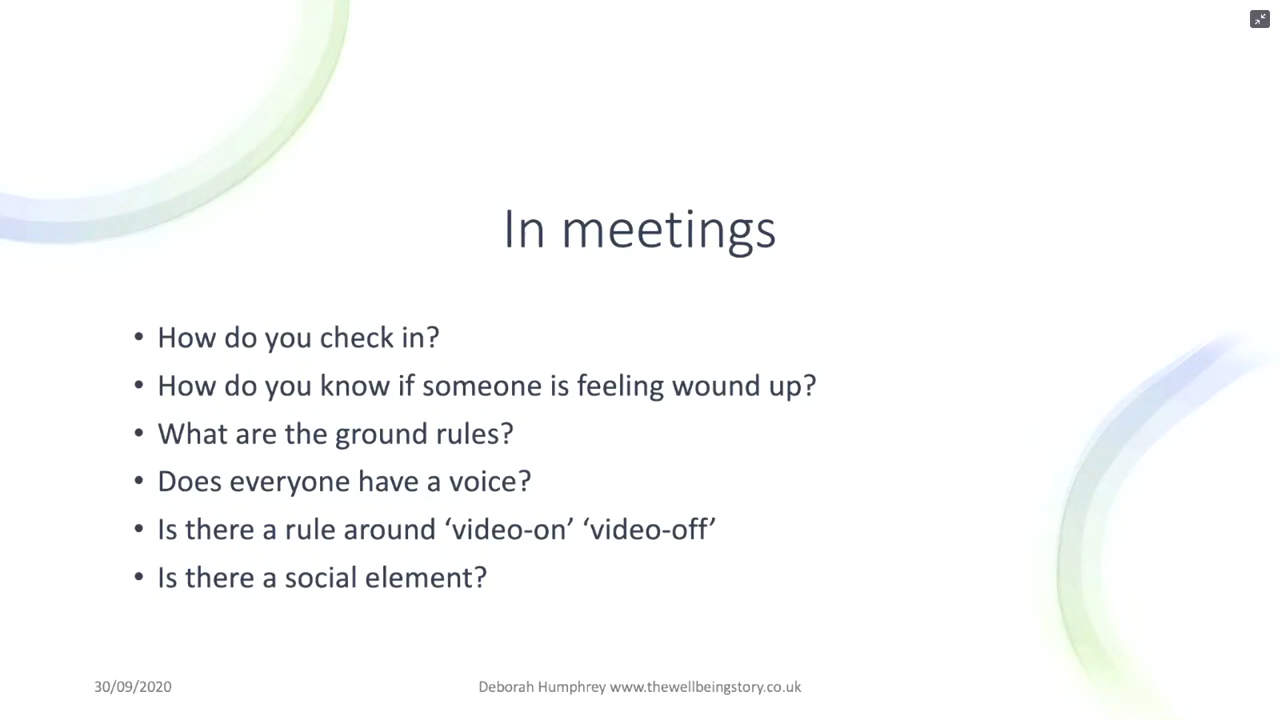 In meetings
• How do you check in?
• How do you know if someone is feeling wound up?
• What are the ground rules?
• Does everyone have a voice?
• Is there a rule around ‘video-on’ ‘video-off’
• Is there a social element?
30/09/2020
Deborah Humphrey www.thewellbeingstory.co.uk